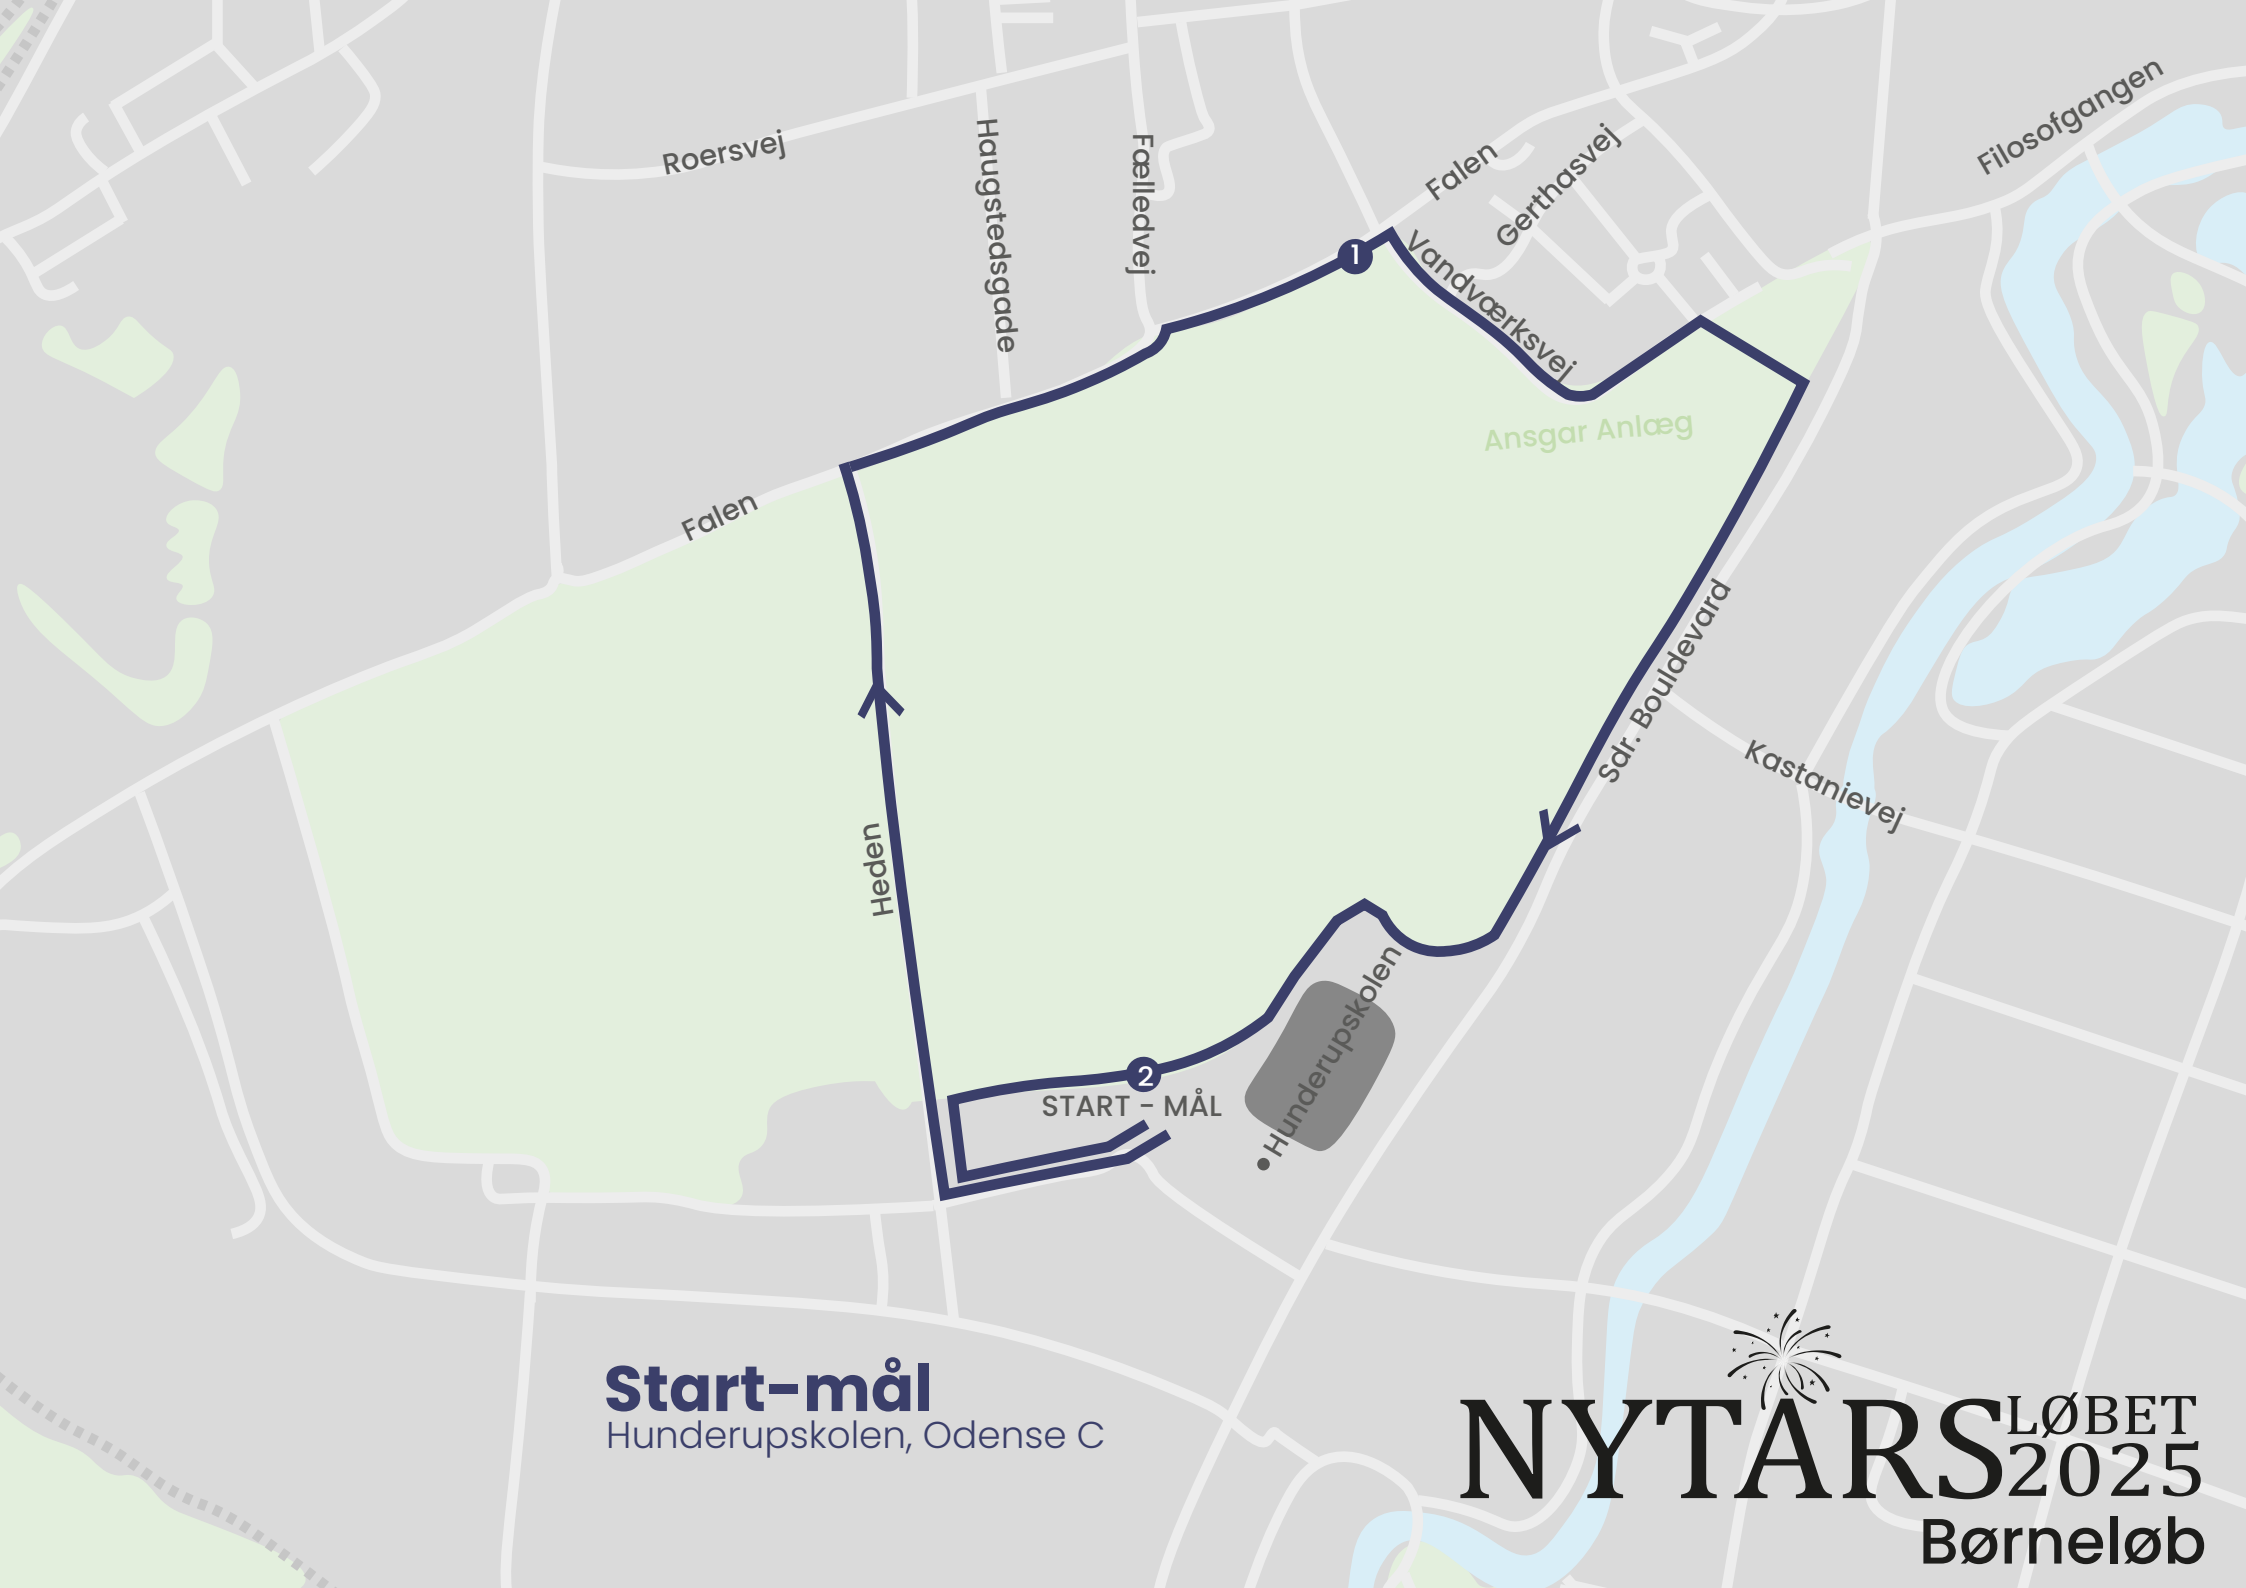 Filosofgangen
Roersvej
Haugstedsgade
Fælledvej
Falen
Gerthasvej
1
Vandværksvej
Ansgar Anlæg
Falen
Sdr. Bouldevard
Kastanievej
Heden
Hunderupskolen
2
START - MÅL
Start-mål
Hunderupskolen, Odense C
NYTÅRS
LØBET
2025
Børneløb